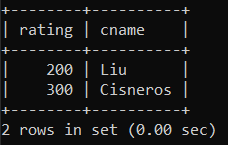 +--------+----------+
| rating | cname    |
+--------+----------+
|    200 | Liu      |
|    300 | Cisneros |
+--------+----------+
2 rows in set (0.00 sec)